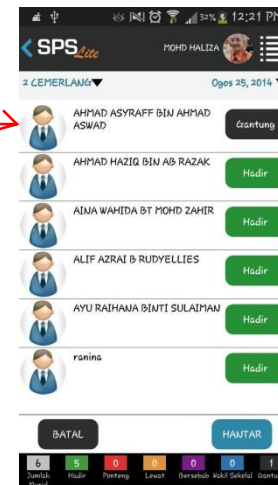 32% 12:21 PM
SPS Lite MOHD HALIZA
2 CEMERLANG▼ Ogos 25, 2014
AHMAD ASYRAFF BIN AHMAD
ASWAD
Gantung
AHMAD HAZIQ BIN AB RAZAK
Hadir
AINA WAHIDA BT MOHD ZAHIR
Hadir
ALIF AZRAI B RUDYELLIES
Hadir
AYU RAIHANA BINTI SULAIMAN
Hadir
ranina
Hadir
BATAL HANTAR
6 5 0 0 0 0 1
Jumlah Hadir Ponteng Lewat Bersebab Wakil Sekolah Gantu
Murid